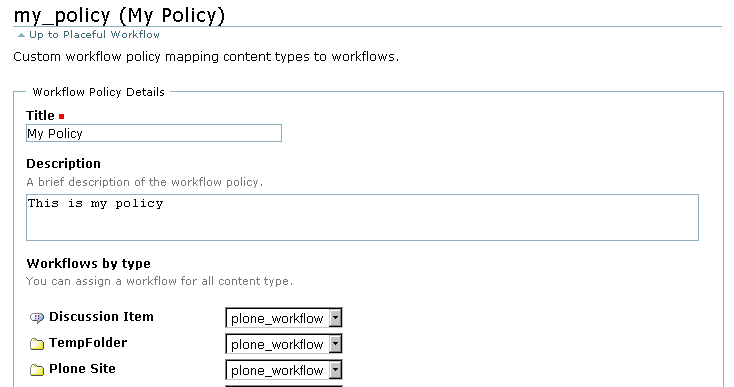 my_policy (My Policy)
Up to Placeful Workflow
Custom workflow policy mapping content types to workflows.
Workflow Policy Details
Title
My Policy
Description
A brief description of the workflow policy.
This is my policy
Workflows by type
You can assign a workflow for all content type.
Discussion Item plone_workflow
TempFolder plone_workflow
Plone Site plone_workflow